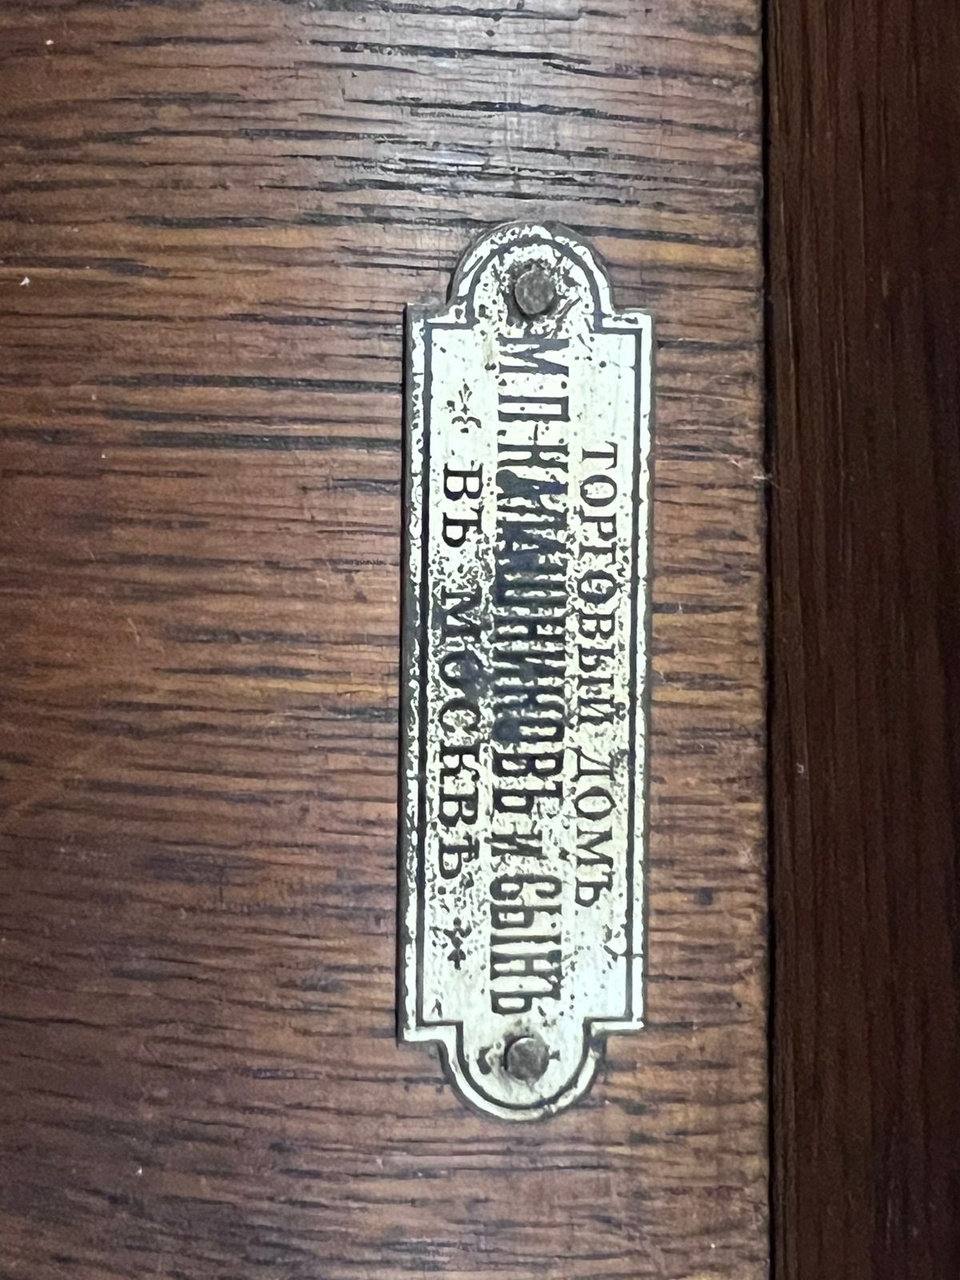 ТОРГОВЫЙ ДОМЪ
М.П. КАЛАШНИКОВЪ И СЫНЪ
ВЪ МОСКВѢ